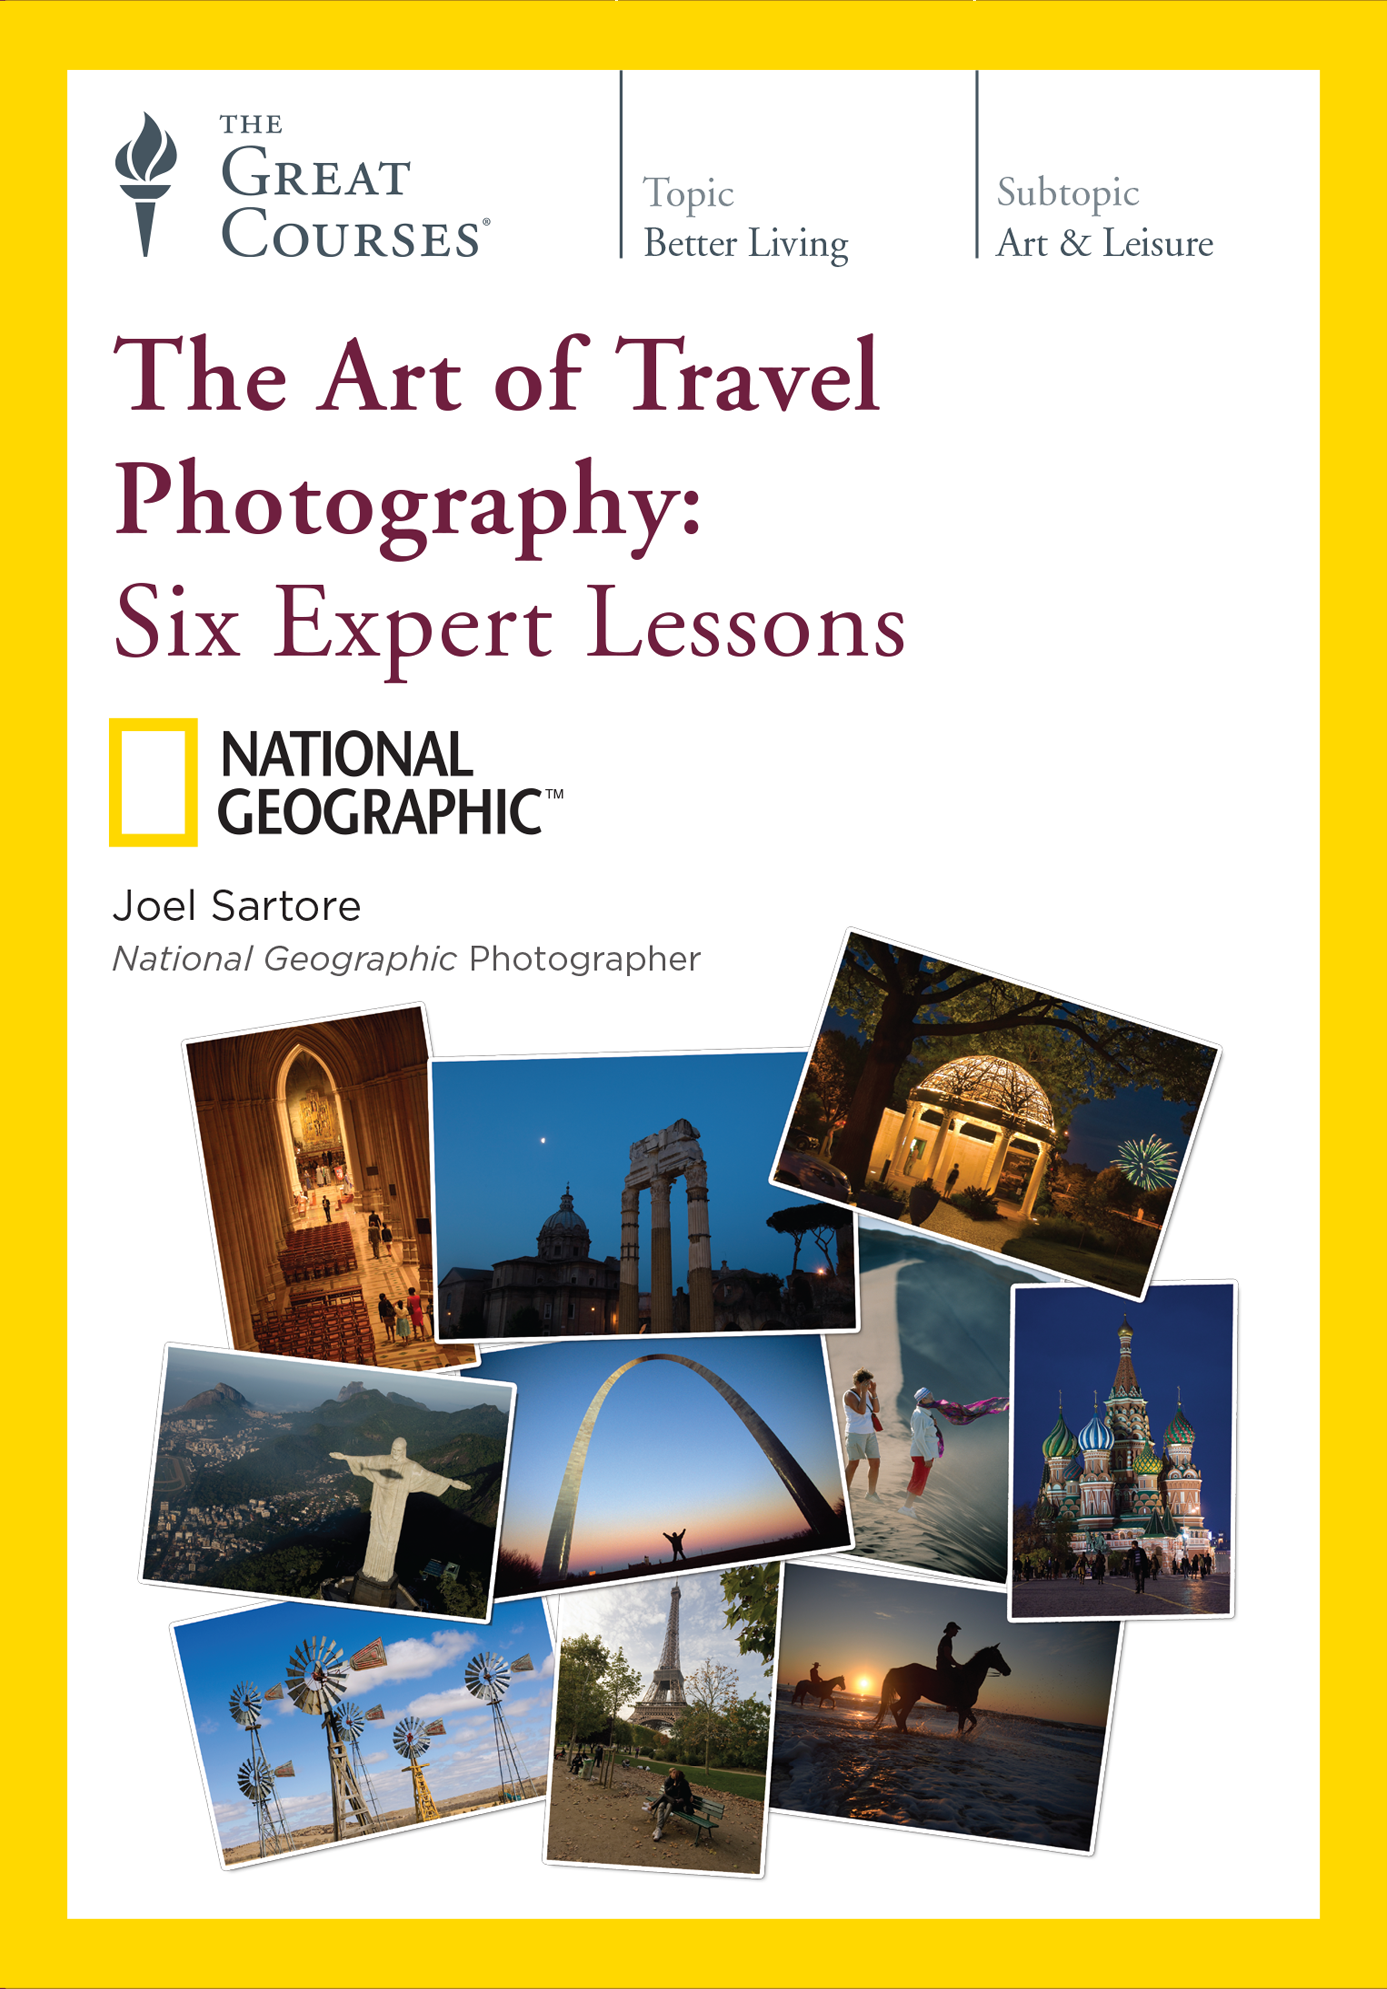 THE
GREAT
COURSES®
Topic
Better Living
Subtopic
Art & Leisure
The Art of Travel
Photography:
Six Expert Lessons
NATIONAL
GEOGRAPHIC™
Joel Sartore
National Geographic Photographer